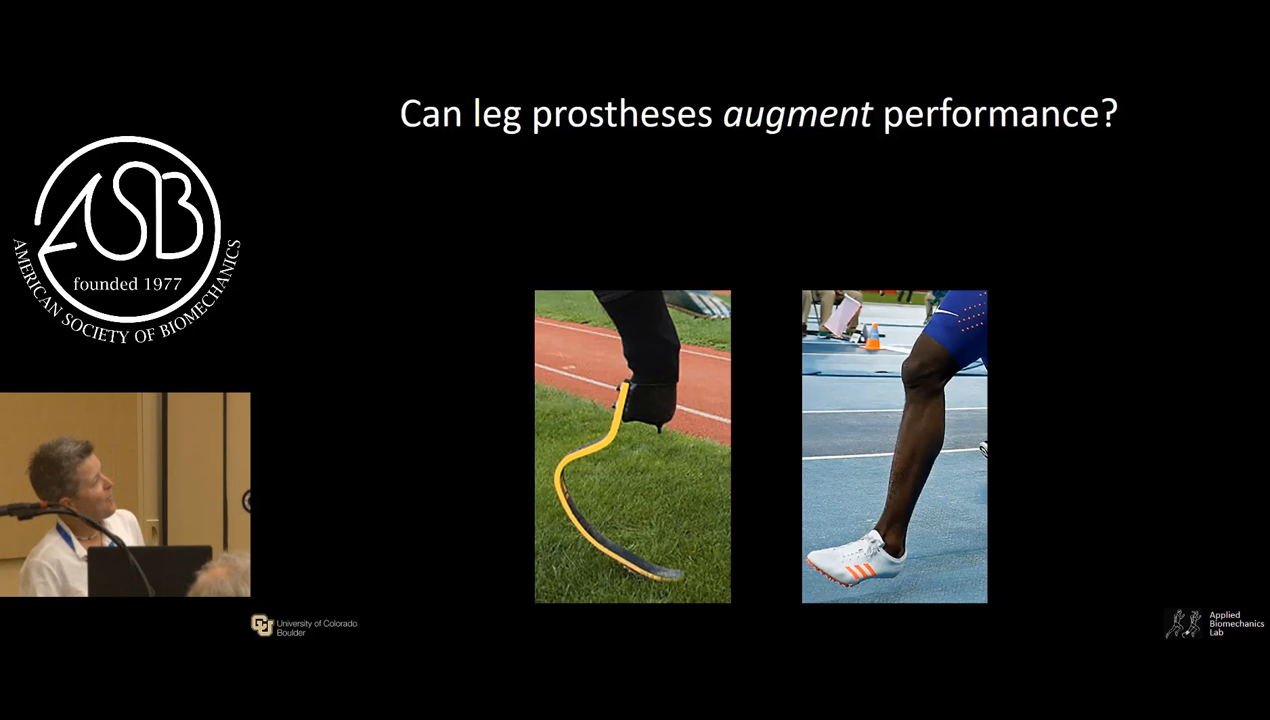 Can leg prostheses augment performance?
ASB
founded 1977
AMERICAN SOCIETY OF BIOMECHANICS
University of Colorado
Boulder
Applied
Biomechanics
Lab